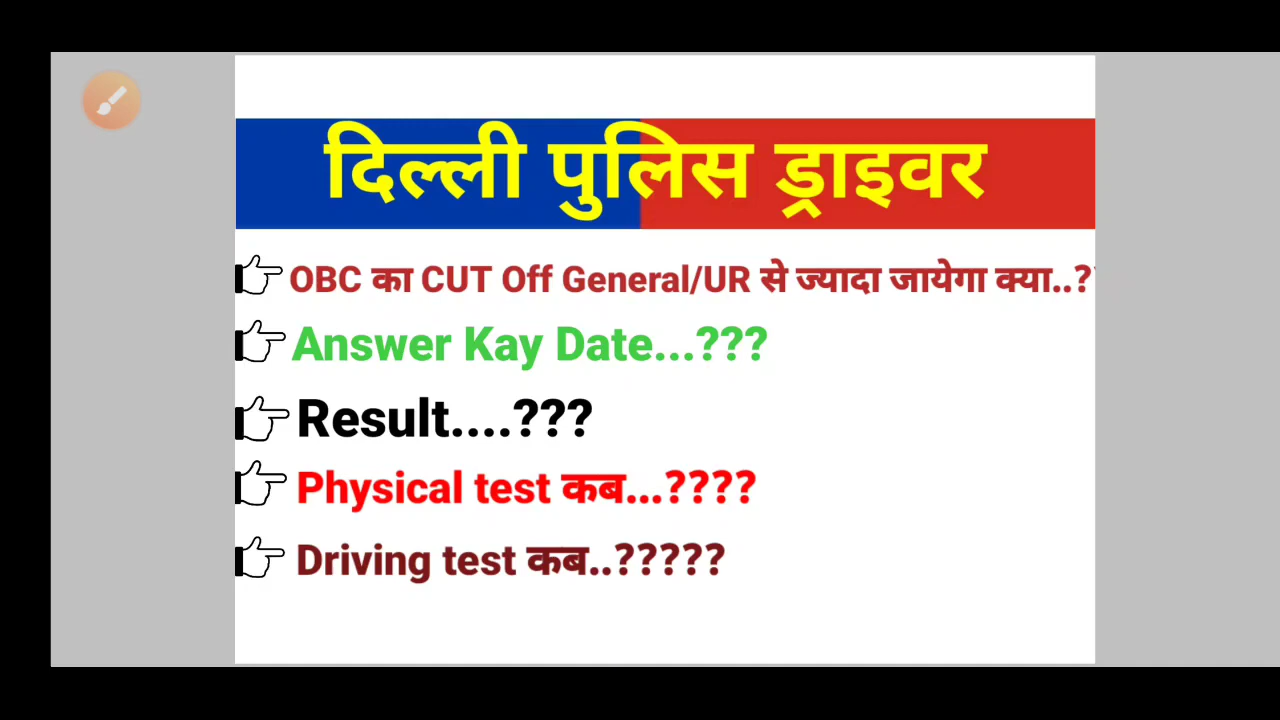 दिल्ली पुलिस ड्राइवर
👉OBC का CUT Off General/UR से ज्यादा जायेगा क्या..?
👉Answer Kay Date...???
👉Result....???
👉Physical test कब...????
👉Driving test कब..?????